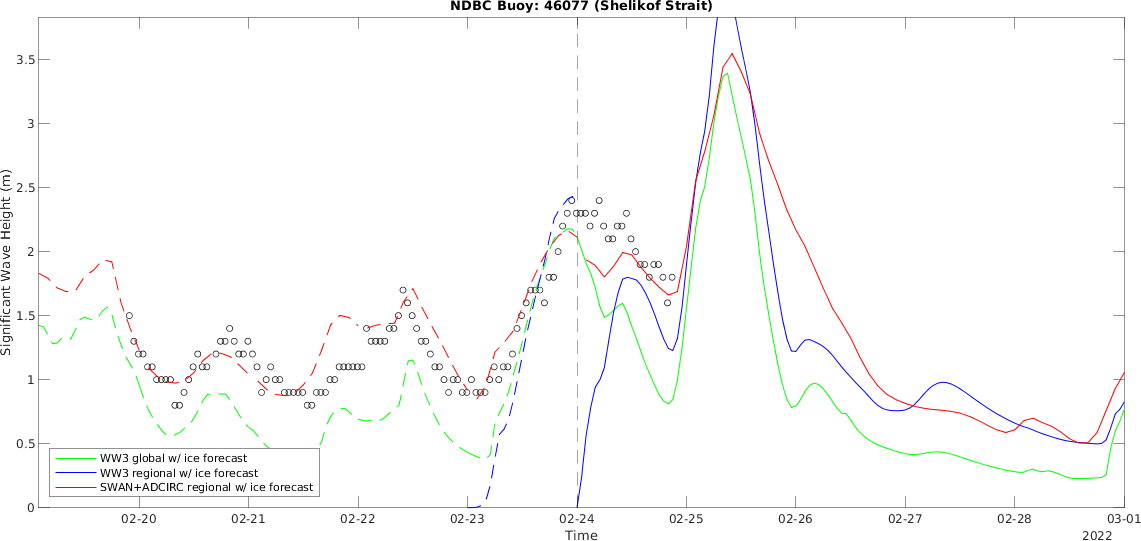 NDBC Buoy: 46077 (Shelikof Strait)
Significant Wave Height (m)
3.5
3
2.5
2
1.5
1
0.5
0
WW3 global w/ ice forecast
WW3 regional w/ ice forecast
SWAN+ADCIRC regional w/ ice forecast
02-20 02-21 02-22 02-23 02-24 02-25 02-26 02-27 02-28 03-01
Time
2022